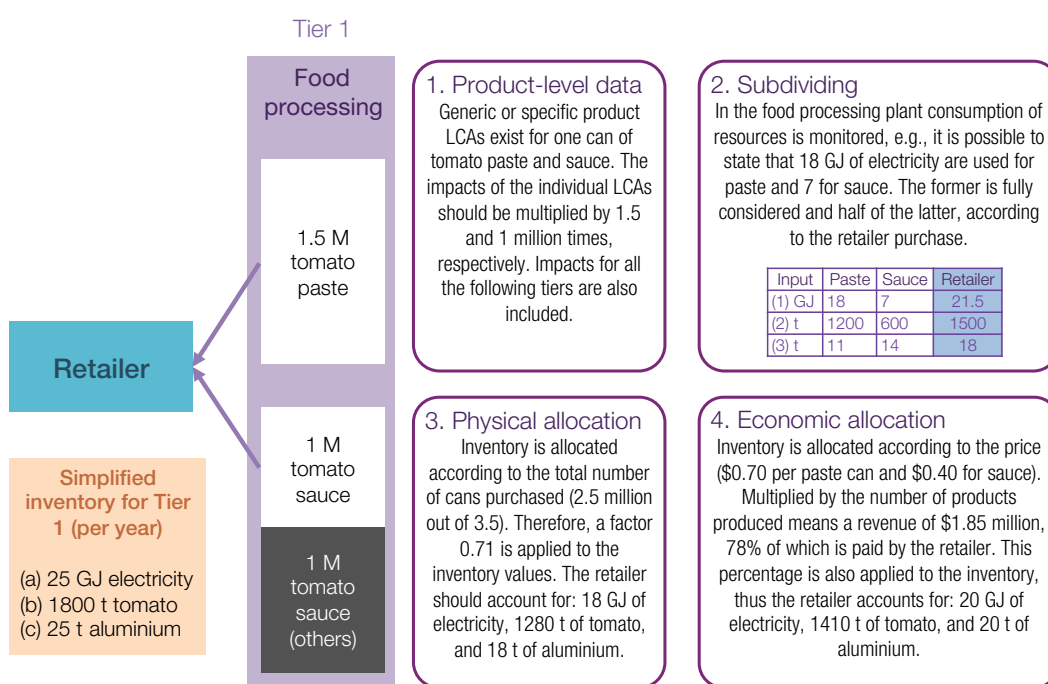 Tier 1
Food
processing
1.5 M
tomato
paste
1 M
tomato
sauce
1 M
tomato
sauce
(others)
Retailer
Simplified
inventory for Tier
1 (per year)
(a) 25 GJ electricity
(b) 1800 t tomato
(c) 25 t aluminium
1. Product-level data
Generic or specific product
LCAs exist for one can of
tomato paste and sauce. The
impacts of the individual LCAs
should be multiplied by 1.5
and 1 million times,
respectively. Impacts for all
the following tiers are also
included.
2. Subdividing
In the food processing plant consumption of
resources is monitored, e.g., it is possible to
state that 18 GJ of electricity are used for
paste and 7 for sauce. The former is fully
considered and half of the latter, according
to the retailer purchase.
Input Paste Sauce Retailer
(1) GJ 18 7 21.5
(2) t 1200 600 1500
(3) t 11 14 18
3. Physical allocation
Inventory is allocated
according to the total number
of cans purchased (2.5 million
out of 3.5). Therefore, a factor
0.71 is applied to the
inventory values. The retailer
should account for: 18 GJ of
electricity, 1280 t of tomato,
and 18 t of aluminium.
4. Economic allocation
Inventory is allocated according to the price
($0.70 per paste can and $0.40 for sauce).
Multiplied by the number of products
produced means a revenue of $1.85 million,
78% of which is paid by the retailer. This
percentage is also applied to the inventory,
thus the retailer accounts for: 20 GJ of
electricity, 1410 t of tomato, and 20 t of
aluminium.